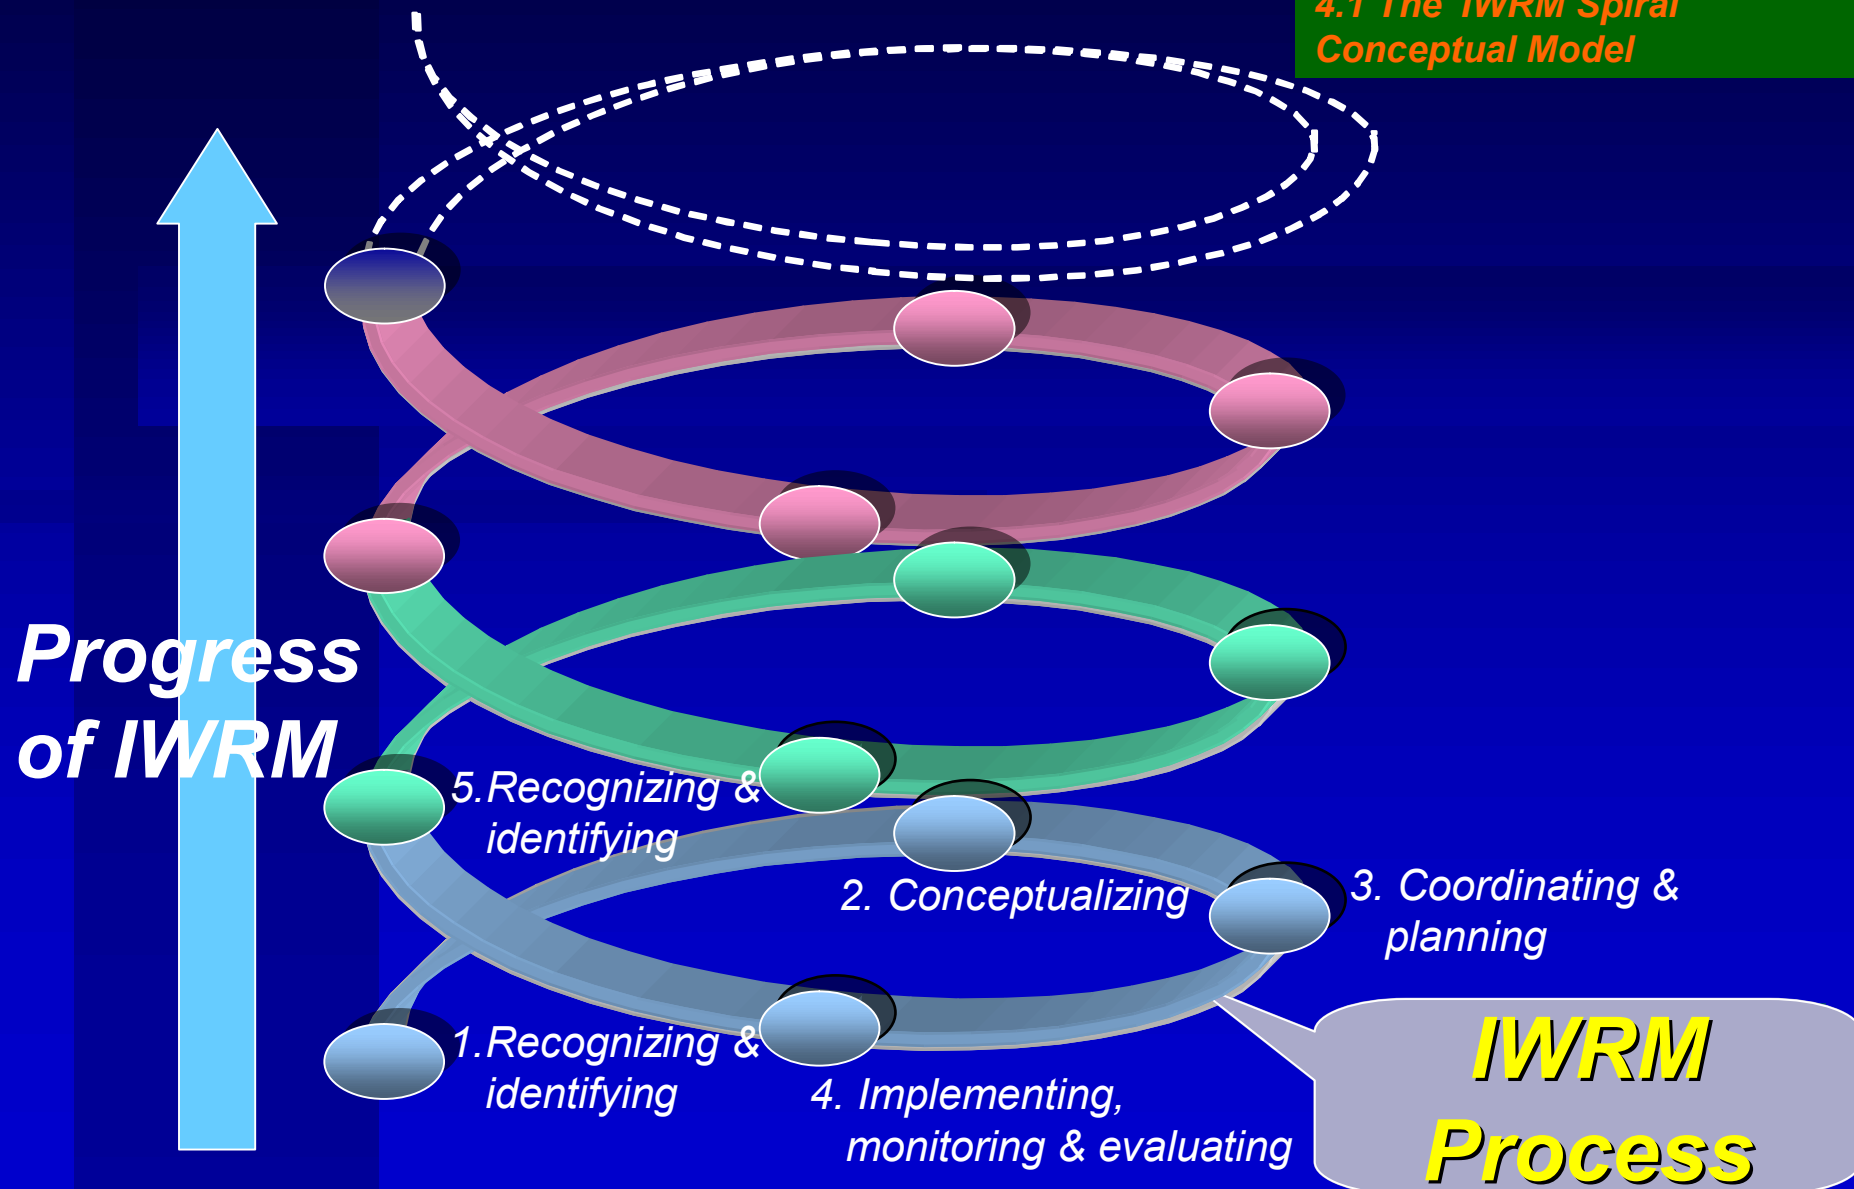 4.1 The IWRM Spiral
Conceptual Model
Progress
of IWRM
5.Recognizing &
identifying
2. Conceptualizing
3. Coordinating &
planning
1.Recognizing &
identifying
4. Implementing,
monitoring & evaluating
IWRM
Process